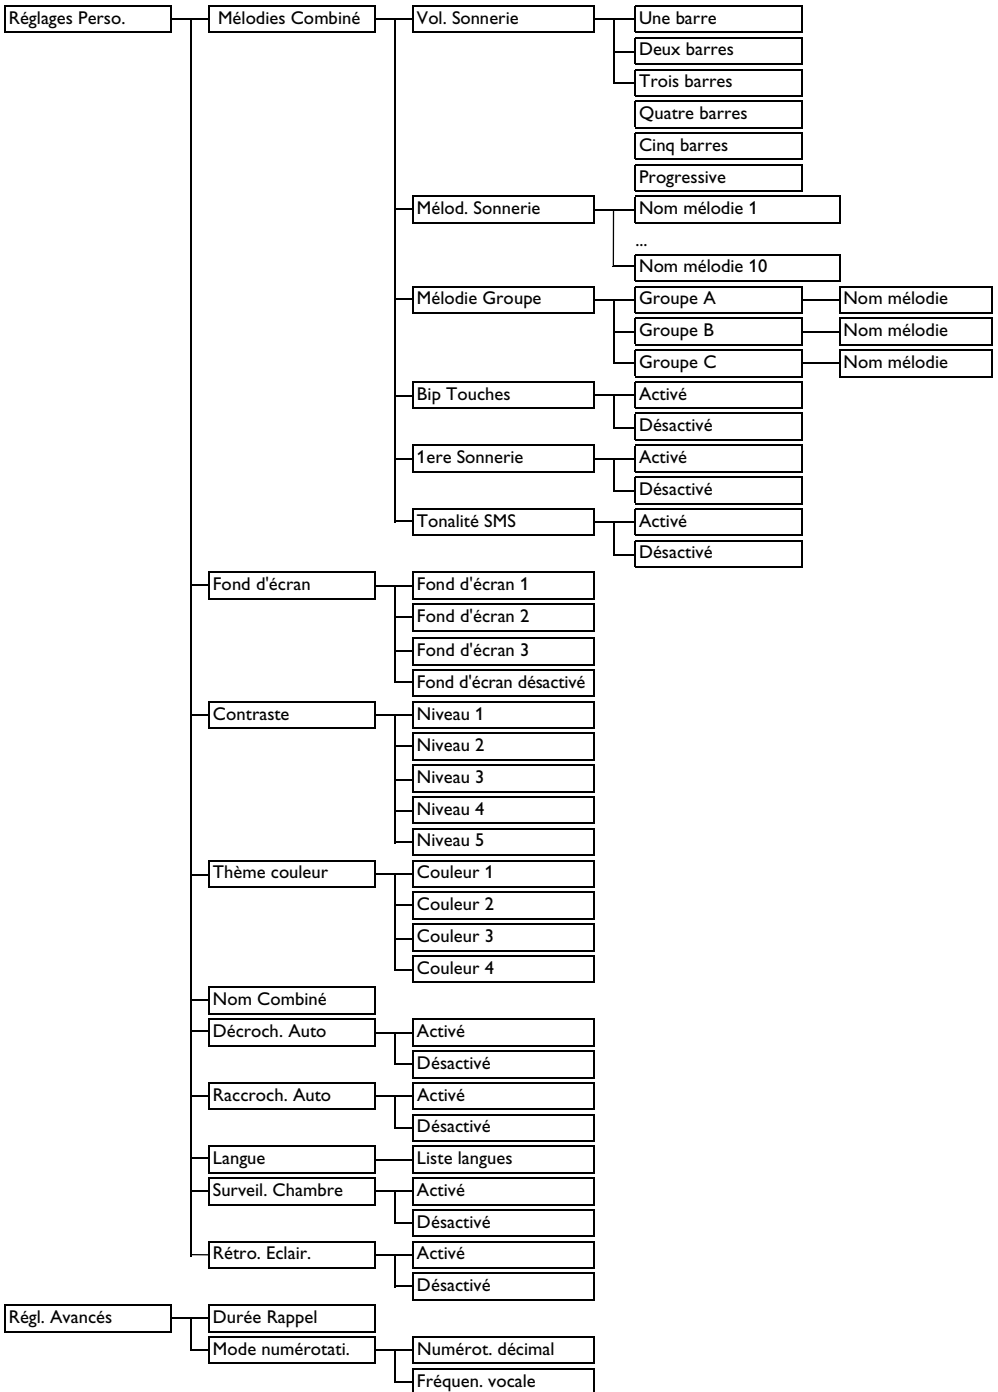 Réglages Perso.
Mélodies Combiné
Vol. Sonnerie
Une barre
Deux barres
Trois barres
Quatre barres
Cinq barres
Progressive
Mélod. Sonnerie
Nom mélodie 1
...
Nom mélodie 10
Mélodie Groupe
Groupe A
Nom mélodie
Groupe B
Nom mélodie
Groupe C
Nom mélodie
Bip Touches
Activé
Désactivé
1ere Sonnerie
Activé
Désactivé
Tonalité SMS
Activé
Désactivé
Fond d'écran
Fond d'écran 1
Fond d'écran 2
Fond d'écran 3
Fond d'écran désactivé
Contraste
Niveau 1
Niveau 2
Niveau 3
Niveau 4
Niveau 5
Thème couleur
Couleur 1
Couleur 2
Couleur 3
Couleur 4
Nom Combiné
Décroch. Auto
Activé
Désactivé
Raccroch. Auto
Activé
Désactivé
Langue
Liste langues
Surveil. Chambre
Activé
Désactivé
Rétro. Eclair.
Activé
Désactivé
Régl. Avancés
Durée Rappel
Mode numérotati.
Numérot. décimal
Fréquen. vocale